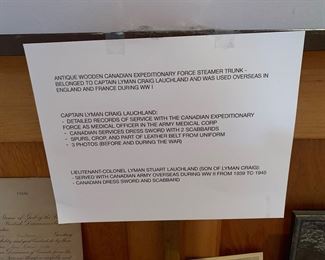 ANTIQUE WOODEN CANADIAN EXPEDITIONARY FORCE STEAMER TRUNK -
BELONGED TO CAPTAIN LYMAN CRAIG LAUCHLAND AND WAS USED OVERSEAS IN
ENGLAND AND FRANCE DURING WW I
CAPTAIN LYMAN CRAIG LAUCHLAND:
- DETAILED RECORDS OF SERVICE WITH THE CANADIAN EXPEDITIONARY
FORCE AS MEDICAL OFFICER IN THE ARMY MEDICAL CORP
- CANADIAN SERVICES DRESS SWORD WITH 2 SCABBARDS
- SPURS, CROP, AND PART OF LEATHER BELT FROM UNIFORM
- 3 PHOTOS (BEFORE AND DURING THE WAR)
LIEUTENANT-COLONEL LYMAN STUART LAUCHLAND (SON OF LYMAN CRAIG):
- SERVED WITH CANADIAN ARMY OVERSEAS DURING WW II FROM 1939 TO 1945
- CANADIAN DRESS SWORD AND SCABBARD